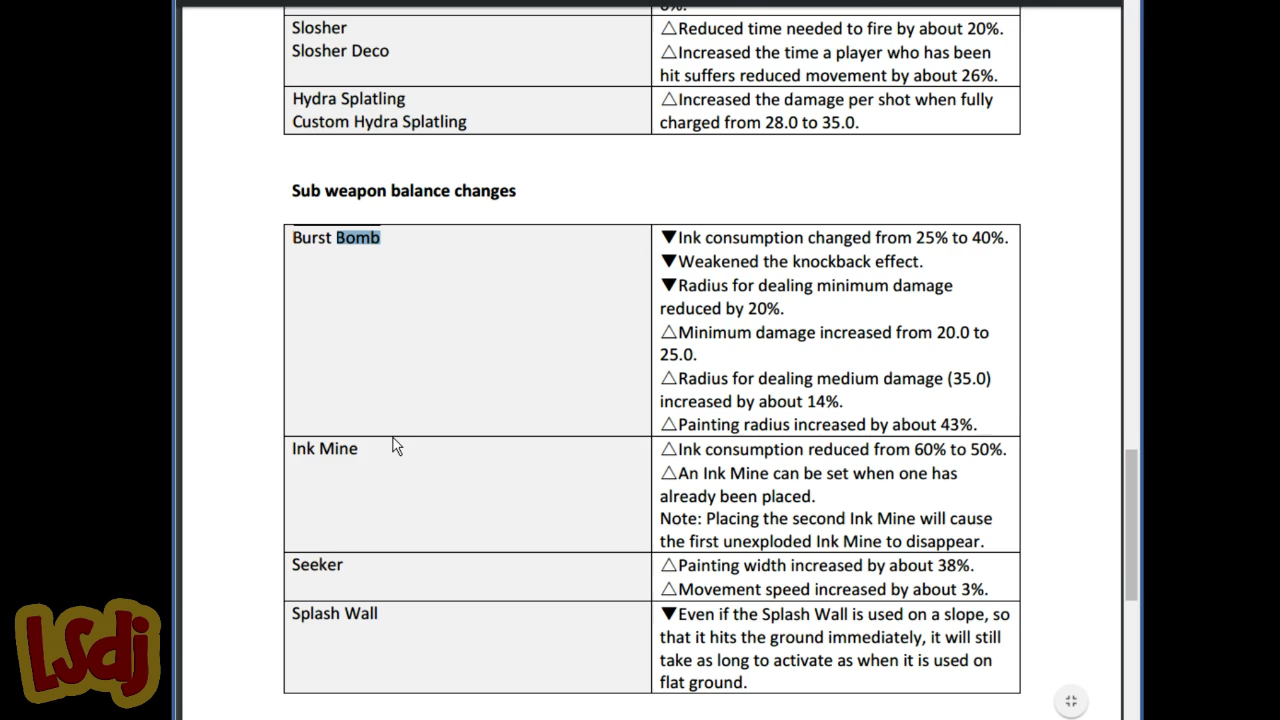 0%.
Slosher
Slosher Deco
△Reduced time needed to fire by about 20%.
△Increased the time a player who has been
hit suffers reduced movement by about 26%.
Hydra Splatling
Custom Hydra Splatling
△Increased the damage per shot when fully
charged from 28.0 to 35.0.
Sub weapon balance changes
Burst Bomb
▼Ink consumption changed from 25% to 40%.
▼Weakened the knockback effect.
▼Radius for dealing minimum damage
reduced by 20%.
△Minimum damage increased from 20.0 to
25.0.
△Radius for dealing medium damage (35.0)
increased by about 14%.
△Painting radius increased by about 43%.
Ink Mine
△Ink consumption reduced from 60% to 50%.
△An Ink Mine can be set when one has
already been placed.
Note: Placing the second Ink Mine will cause
the first unexploded Ink Mine to disappear.
Seeker
△Painting width increased by about 38%.
△Movement speed increased by about 3%.
Splash Wall
▼Even if the Splash Wall is used on a slope, so
that it hits the ground immediately, it will still
take as long to activate as when it is used on
flat ground.
LSdj